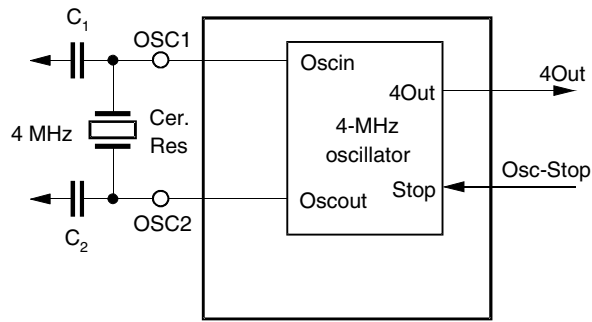 C1
OSC1
Oscin
4Out
4Out
4 MHz
Cer.
Res
4-MHz
oscillator
Osc-Stop
Stop
Oscout
OSC2
C2